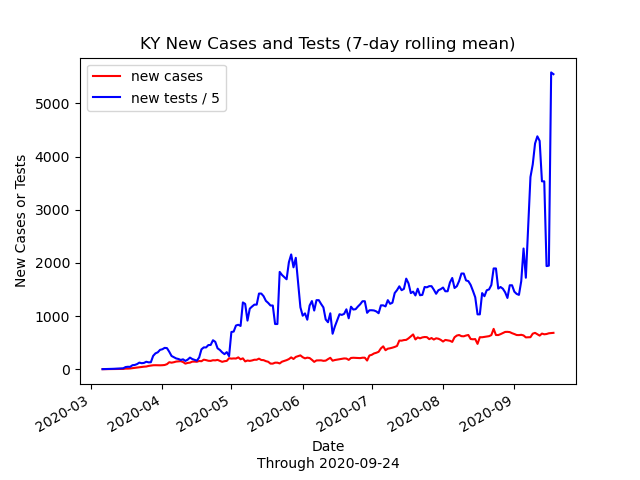 KY New Cases and Tests (7-day rolling mean)
new cases
new tests / 5
5000
4000
3000
2000
1000
0
New Cases or Tests
2020-03
2020-04
2020-05
2020-06
2020-07
2020-08
2020-09
Date
Through 2020-09-24